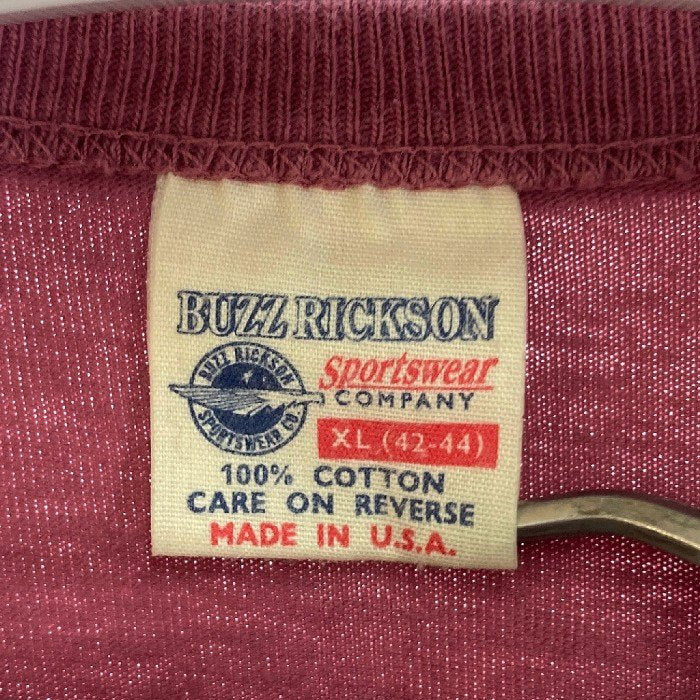 BUZZ RICKSON
BUZZ RICKSON
SPORTSWEAR CO.
Sportswear
COMPANY
XL (42-44)
100% COTTON
CARE ON REVERSE
MADE IN U.S.A.